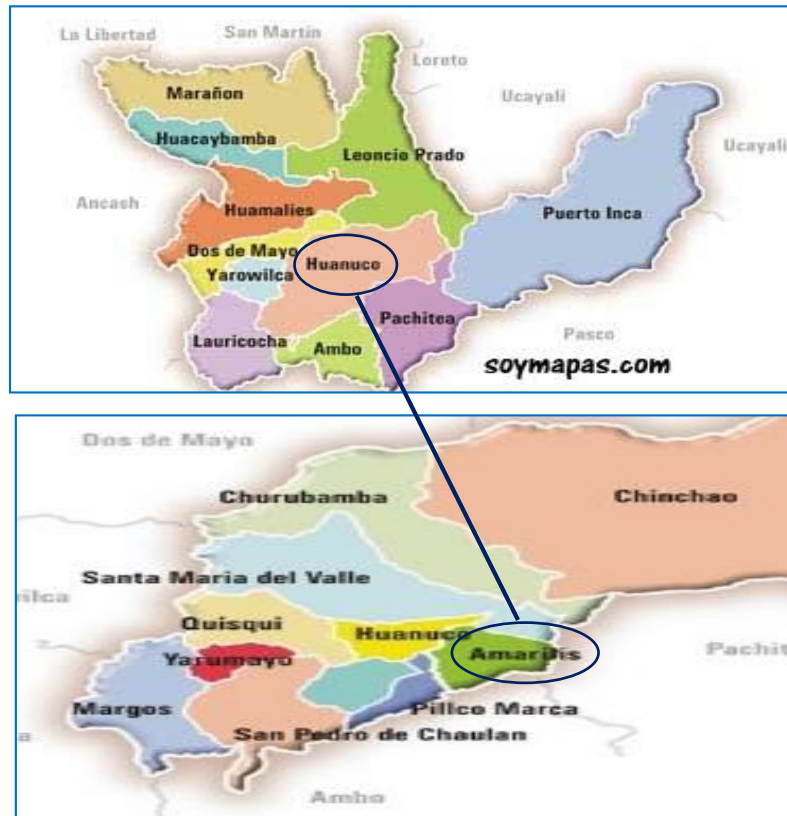 La Libertad
San Martín
Loreto
Marañon
Ucayali
Huacaybamba
Ucayali
Leoncio Prado
Ancash
Huamalies
Puerto Inca
Dos de Mayo
Huanuco
Yarowilca
Pachitea
Lauricocha
Ambo
Pasco
soymapas.com
Dos de Mayo
Churubamba
Chinchao
Santa Maria del Valle
ilca
Quisqui
Huanuco
Yarumayo
Amarilis
Pachit
Margos
Pillco Marca
San Pedro de Chaulan
a
Ambo